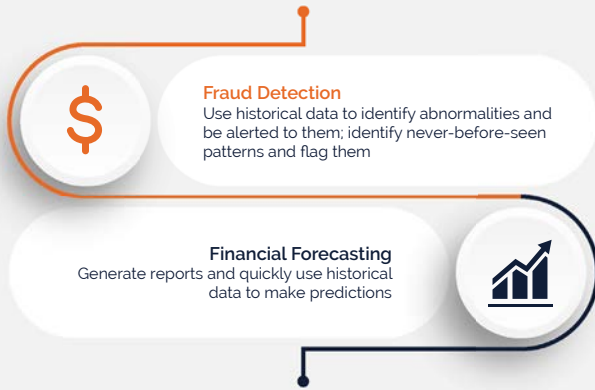 Fraud Detection
Use historical data to identify abnormalities and
be alerted to them; identify never-before-seen
patterns and flag them
Financial Forecasting
Generate reports and quickly use historical
data to make predictions